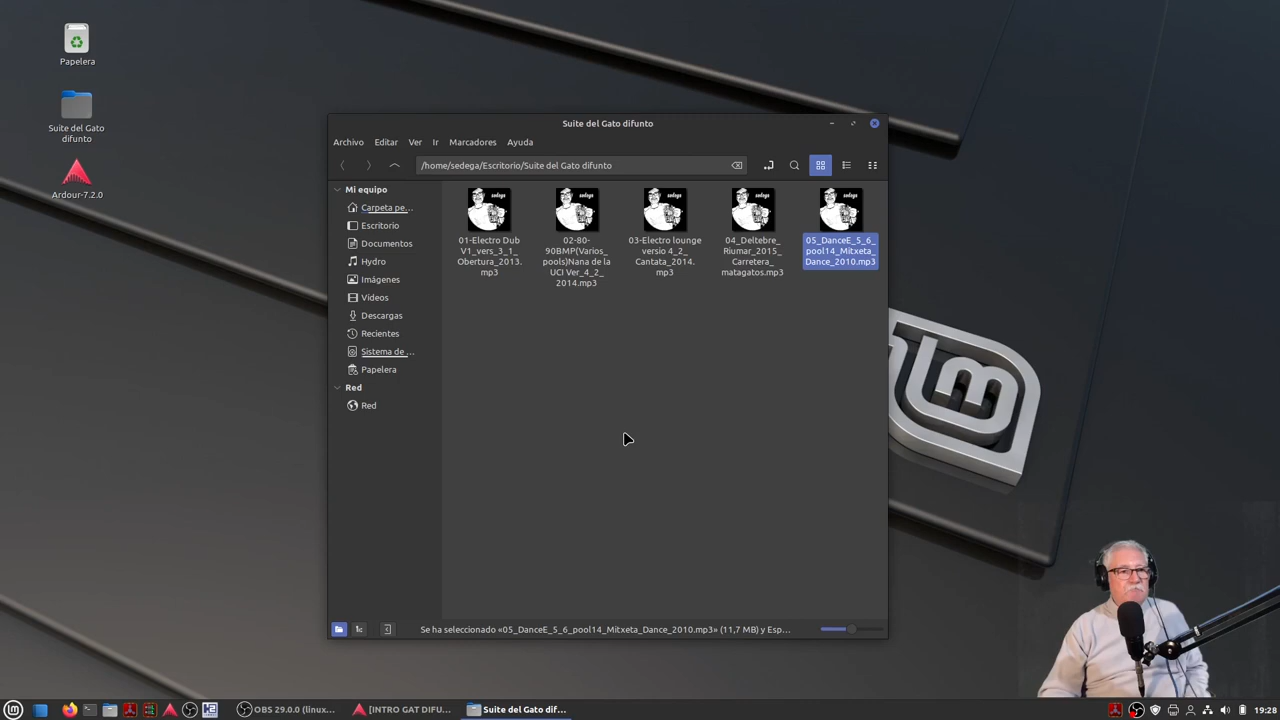 Papelera
Suite del Gato
difunto
Ardour-7.2.0
Suite del Gato difunto
Archivo Editar Ver Ir Marcadores Ayuda
/home/sedega/Escritorio/Suite del Gato difunto
Mi equipo
Carpeta pe...
Escritorio
Documentos
Hydro
Imágenes
Vídeos
Descargas
Recientes
Sistema de ...
Papelera
Red
Red
01-Electro Dub
V1_vers_3_1_
Obertura_2013.
mp3
02-80-
90BMP(Varios_
pools)Nana de la
UCI Ver_4_2_
2014.mp3
03-Electro lounge
versio 4_2_
Cantata_2014.
mp3
04_Deltebre_
Riumar_2015_
Carretera_
matagatos.mp3
05_DanceE_5_6_
pool14_Mitxeta_
Dance_2010.mp3
Se ha seleccionado «05_DanceE_5_6_pool14_Mitxeta_Dance_2010.mp3» (11,7 MB) y Esp...
OBS 29.0.0 (linux... [INTRO GAT DIFU... Suite del Gato dif... 19:28